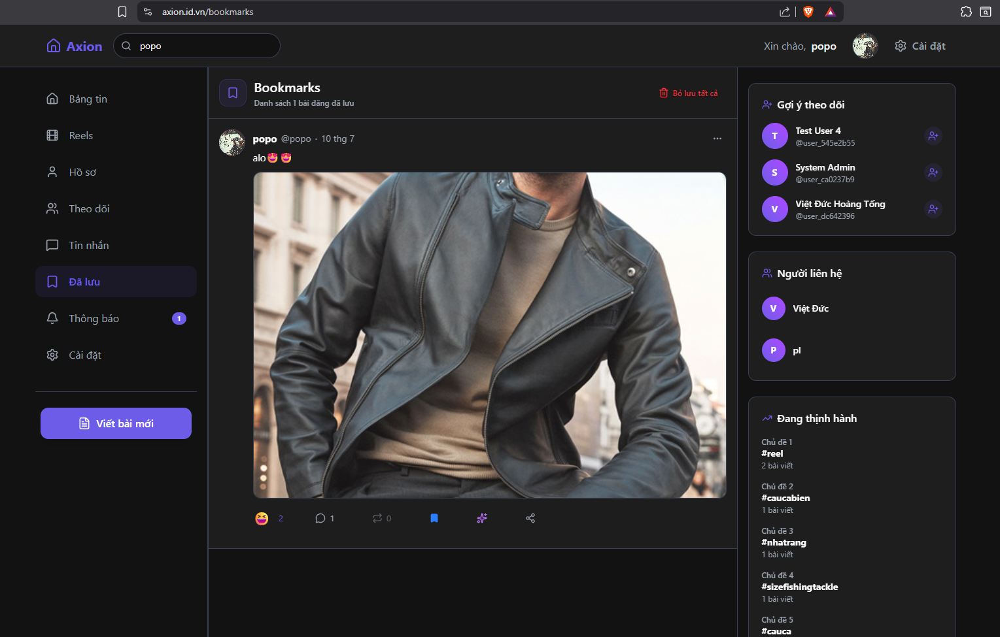 axion.id.vn/bookmarks
Axion
popo
Xin chào, popo
Cài đặt
Bảng tin
Reels
Hồ sơ
Theo dõi
Tin nhắn
Đã lưu
Thông báo 1
Cài đặt
Viết bài mới
Bookmarks
Danh sách 1 bài đăng đã lưu
Bỏ lưu tất cả
popo @popo · 10 thg 7
alo😍😍
2 1 0
Gợi ý theo dõi
T
Test User 4
@user_545e2b55
S
System Admin
@user_ca0237b9
V
Việt Đức Hoàng Tống
@user_dc642396
Người liên hệ
V Việt Đức
P pl
Đang thịnh hành
Chủ đề 1
#reel
2 bài viết
Chủ đề 2
#caucabien
1 bài viết
Chủ đề 3
#nhatrang
1 bài viết
Chủ đề 4
#sizefishingtackle
1 bài viết
Chủ đề 5
#cauca